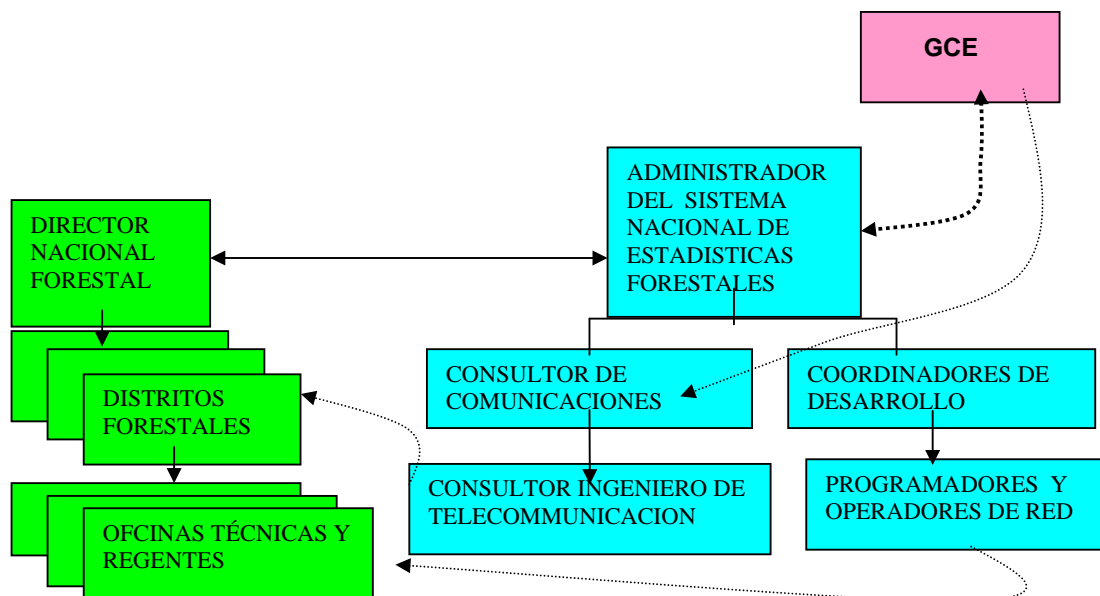 GCE
ADMINISTRADOR
DEL SISTEMA
NACIONAL DE
ESTADISTICAS
FORESTALES
DIRECTOR
NACIONAL
FORESTAL
CONSULTOR DE
COMUNICACIONES
COORDINADORES DE
DESARROLLO
DISTRITOS
FORESTALES
CONSULTOR INGENIERO DE
TELECOMMUNICACION
PROGRAMADORES Y
OPERADORES DE RED
OFCINAS TÉCNICAS Y
REGENTES